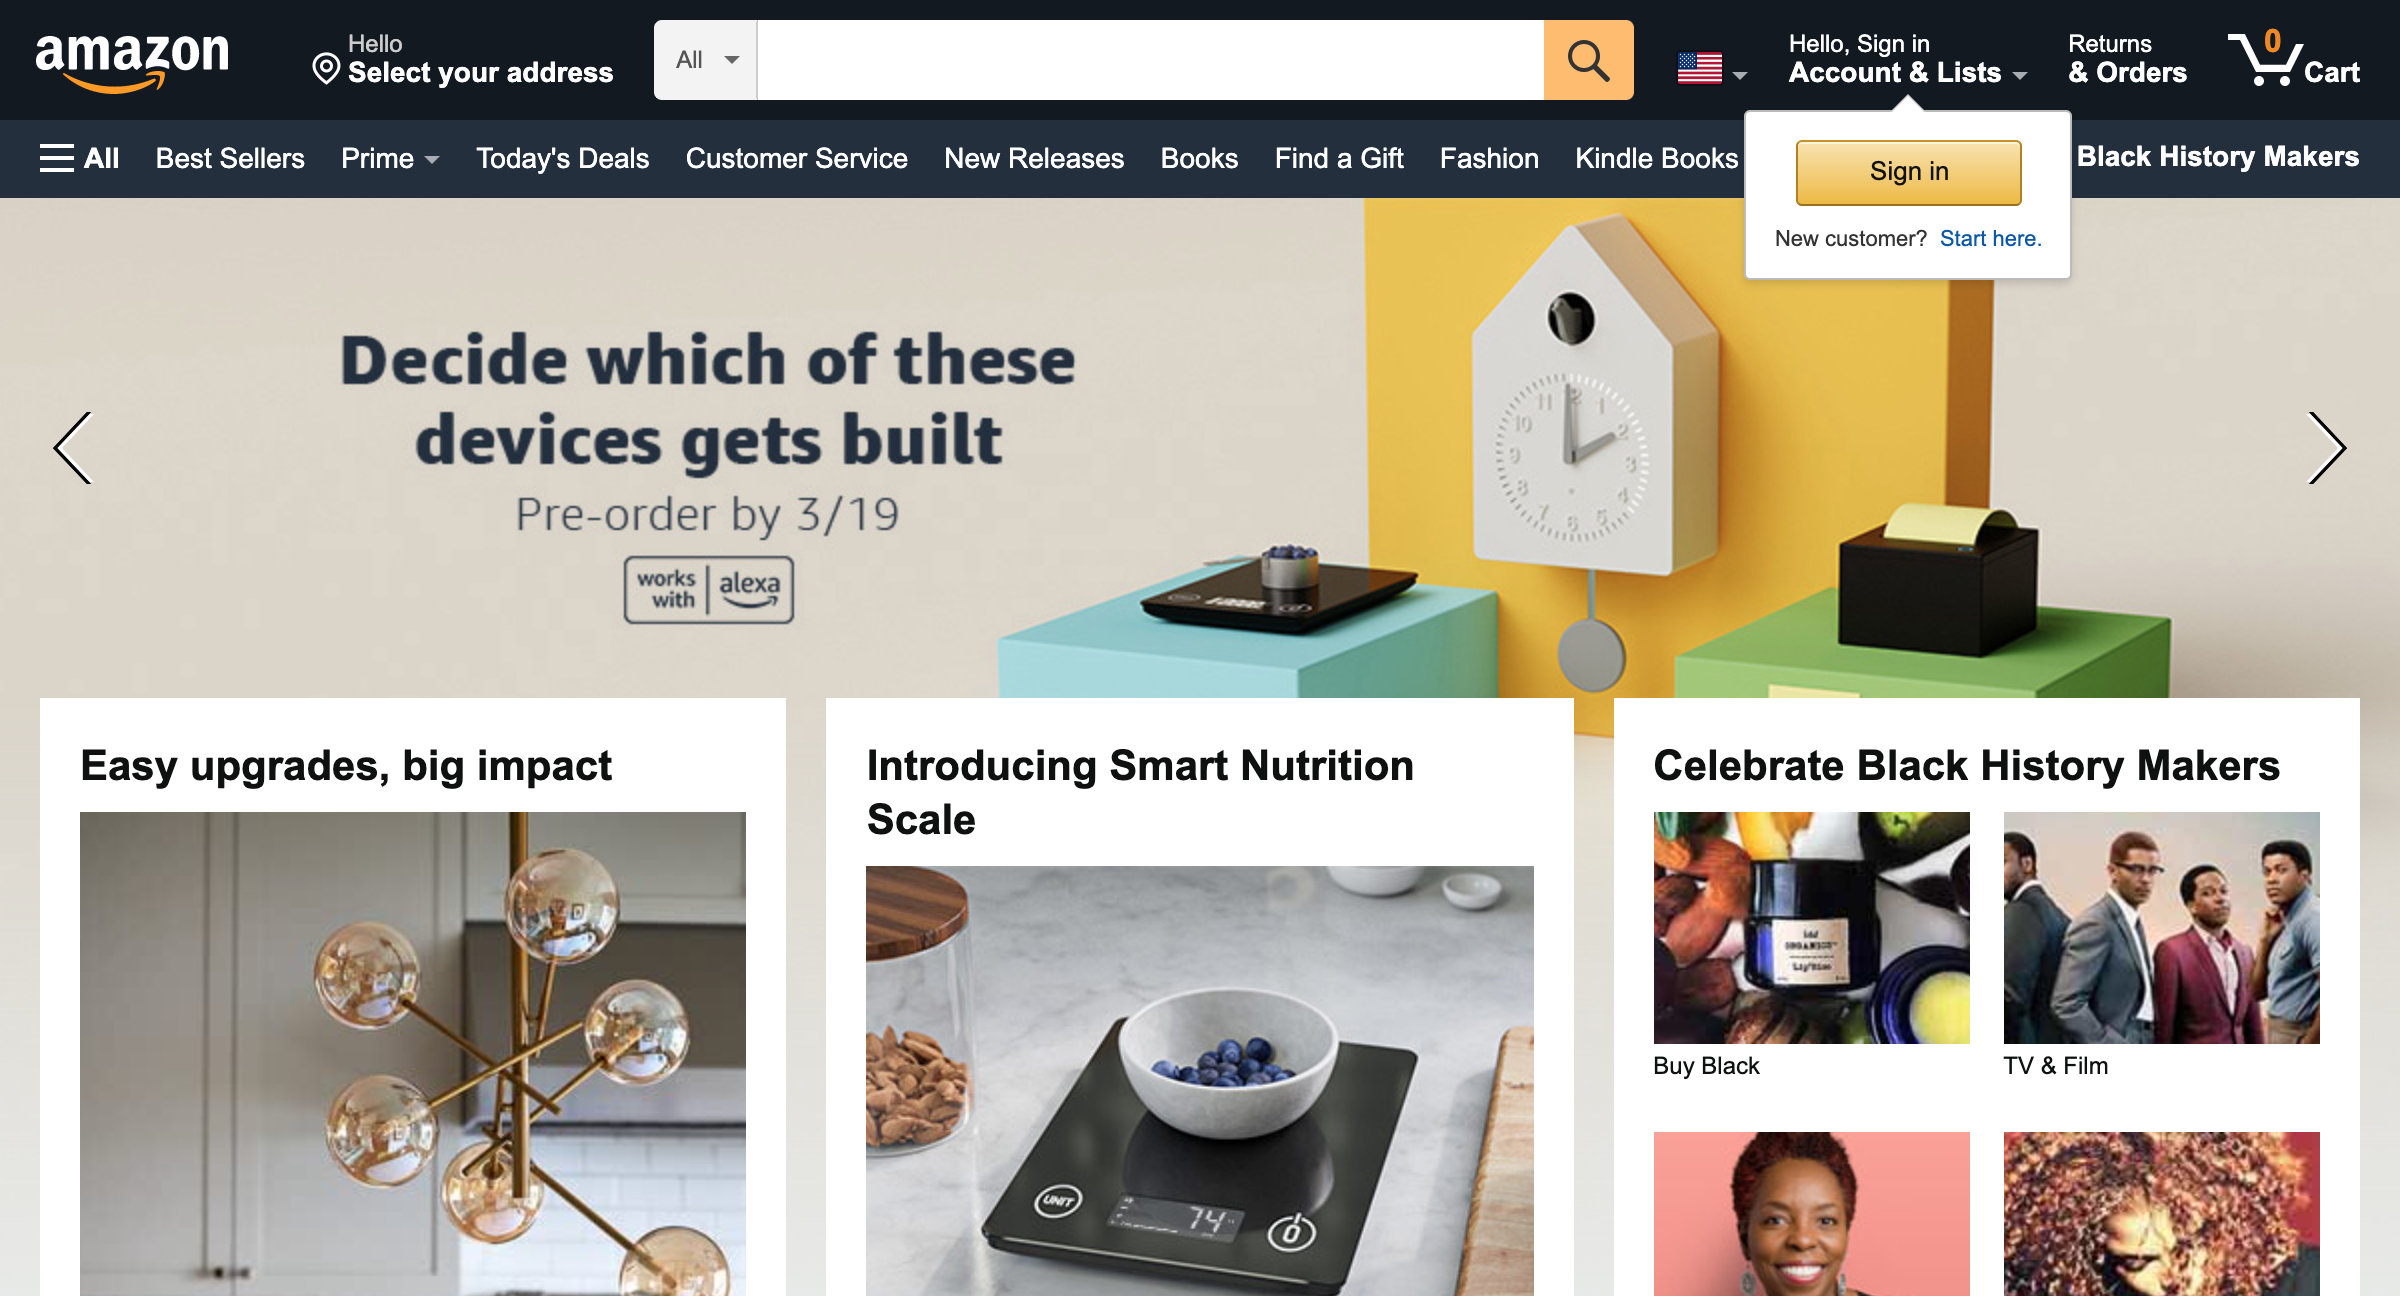 amazon
Hello
Select your address
All
Hello, Sign in
Account & Lists
Returns
& Orders
0
Cart
All
Best Sellers
Prime
Today's Deals
Customer Service
New Releases
Books
Find a Gift
Fashion
Kindle Books
Black History Makers
Sign in
New customer? Start here.
Decide which of these
devices gets built
Pre-order by 3/19
works with
alexa
Easy upgrades, big impact
Introducing Smart Nutrition
Scale
UNIT
74
Celebrate Black History Makers
ORGANICS
Buy Black
TV & Film